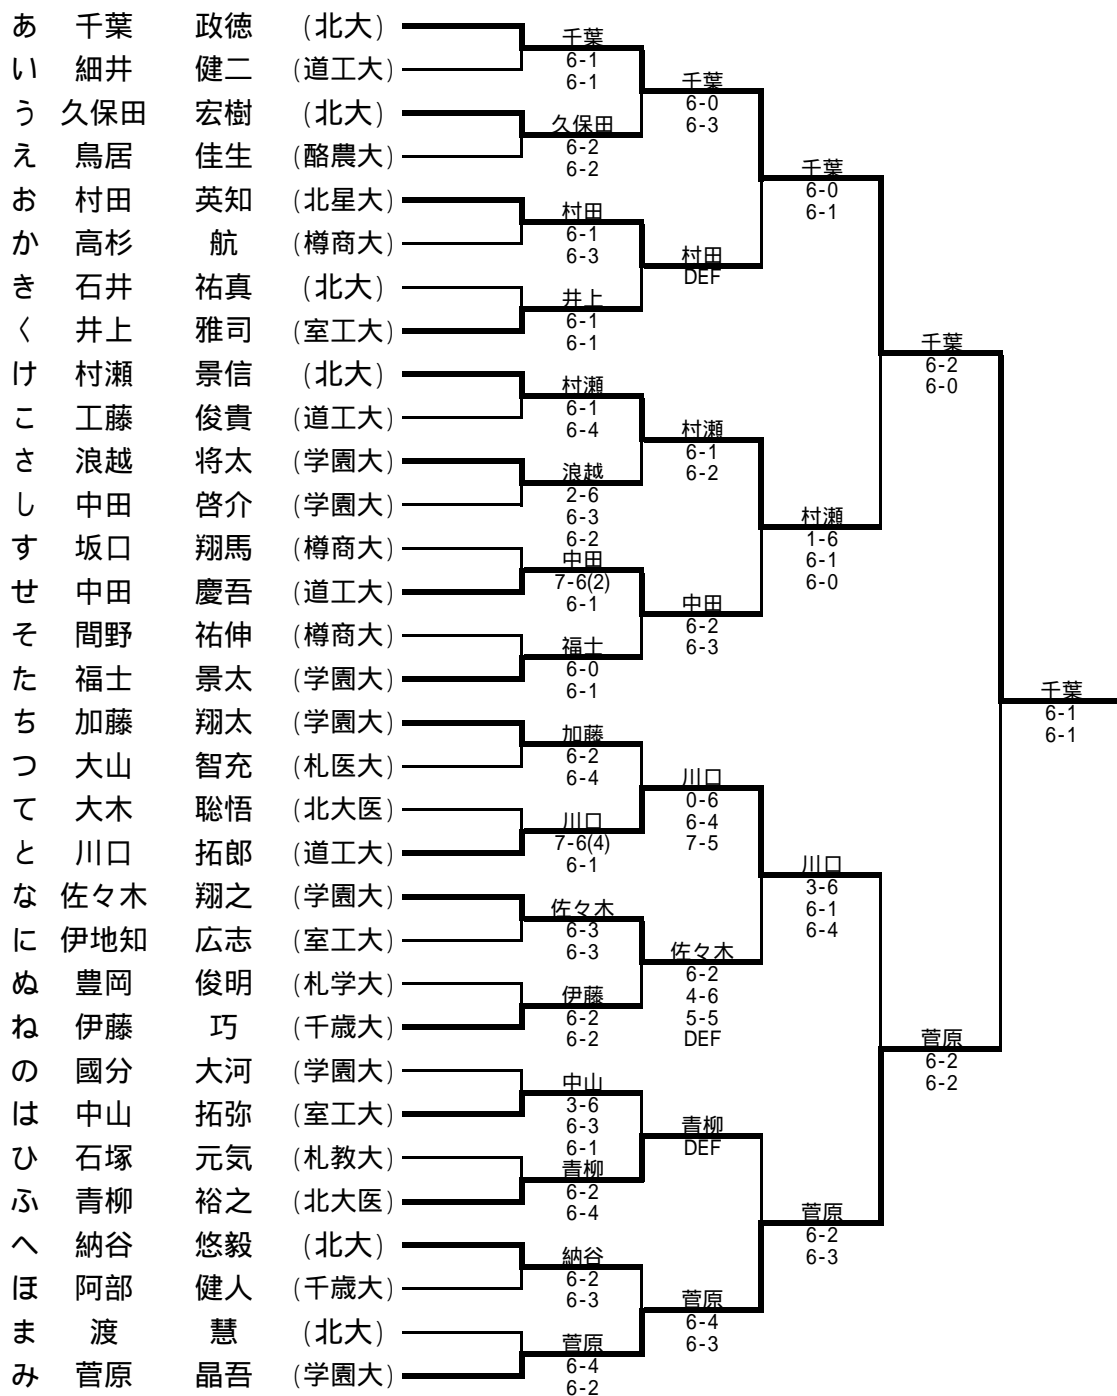 あ 千葉 政徳 (北大)
い 細井 健二 (道工大)
う 久保田 宏樹 (北大)
え 鳥居 佳生 (酪農大)
お 村田 英知 (北星大)
か 高杉 航 (樽商大)
き 石井 祐真 (北大)
く 井上 雅司 (室工大)
け 村瀬 景信 (北大)
こ 工藤 俊貴 (道工大)
さ 浪越 将太 (学園大)
し 中田 啓介 (学園大)
す 坂口 翔馬 (樽商大)
せ 中田 慶吾 (道工大)
そ 間野 祐伸 (樽商大)
た 福士 景太 (学園大)
ち 加藤 翔太 (学園大)
つ 大山 智充 (札医大)
て 大木 聡悟 (北大医)
と 川口 拓郎 (道工大)
な 佐々木 翔之 (学園大)
に 伊地知 広志 (室工大)
ぬ 豊岡 俊明 (札学大)
ね 伊藤 巧 (千歳大)
の 國分 大河 (学園大)
は 中山 拓弥 (室工大)
ひ 石塚 元気 (札教大)
ふ 青柳 裕之 (北大医)
へ 納谷 悠毅 (北大)
ほ 阿部 健人 (千歳大)
ま 渡 慧 (北大)
み 菅原 晶吾 (学園大)
千葉
6-1
6-1
久保田
6-2
6-2
村田
6-1
6-3
井上
6-1
6-1
村瀬
6-1
6-4
浪越
2-6
6-3
6-2
中田
7-6(2)
6-1
福士
6-0
6-1
加藤
6-2
6-4
川口
7-6(4)
6-1
佐々木
6-3
6-3
伊藤
6-2
6-2
中山
3-6
6-3
6-1
青柳
6-2
6-4
納谷
6-2
6-3
菅原
6-4
6-2
千葉
6-0
6-3
村田
DEF
村瀬
6-1
6-2
中田
6-2
6-3
川口
0-6
6-4
7-5
佐々木
6-2
4-6
5-5
DEF
青柳
DEF
菅原
6-4
6-3
千葉
6-0
6-1
村瀬
1-6
6-1
6-0
川口
3-6
6-1
6-4
菅原
6-2
6-3
千葉
6-2
6-0
菅原
6-2
6-2
千葉
6-1
6-1